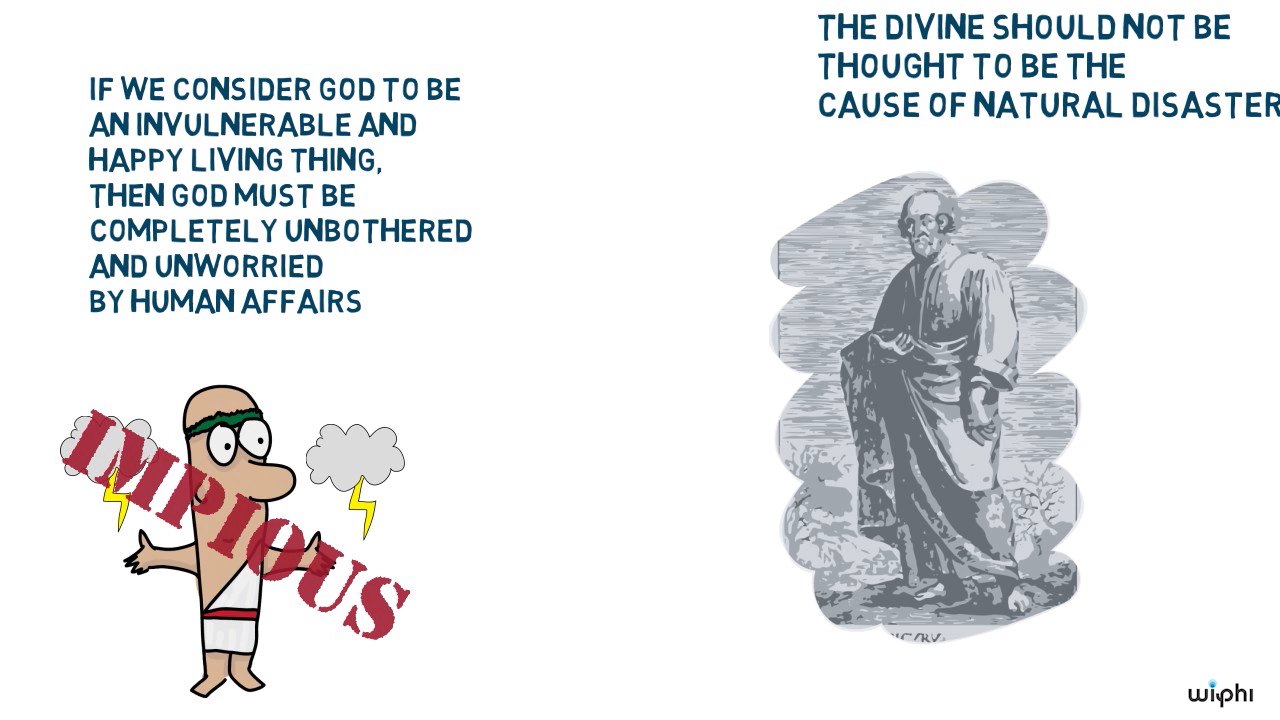 IF WE CONSIDER GOD TO BE
AN INVULNERABLE AND
HAPPY LIVING THING,
THEN GOD MUST BE
COMPLETELY UNBOTHERED
AND UNWORRIED
BY HUMAN AFFAIRS
IMPIOUS
THE DIVINE SHOULD NOT BE
THOUGHT TO BE THE
CAUSE OF NATURAL DISASTER
wiphi